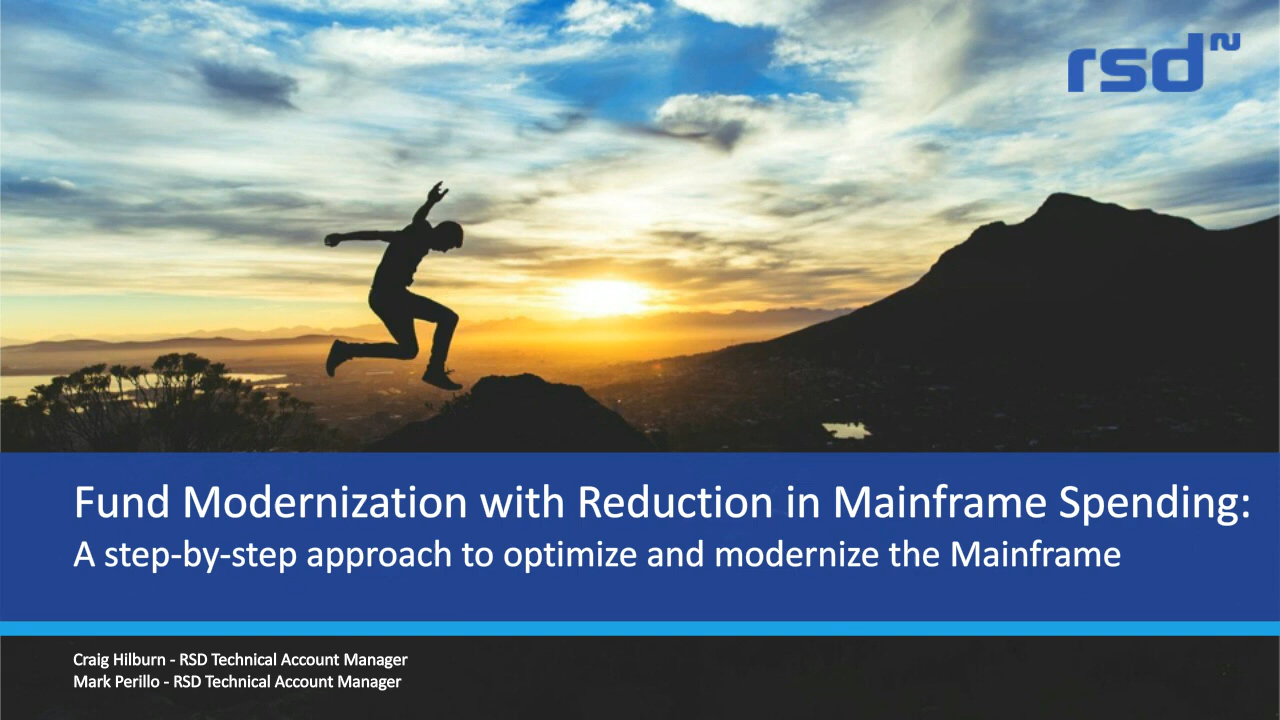 rsd
Fund Modernization with Reduction in Mainframe Spending:
A step-by-step approach to optimize and modernize the Mainframe
Craig Hilburn - RSD Technical Account Manager
Mark Perillo - RSD Technical Account Manager